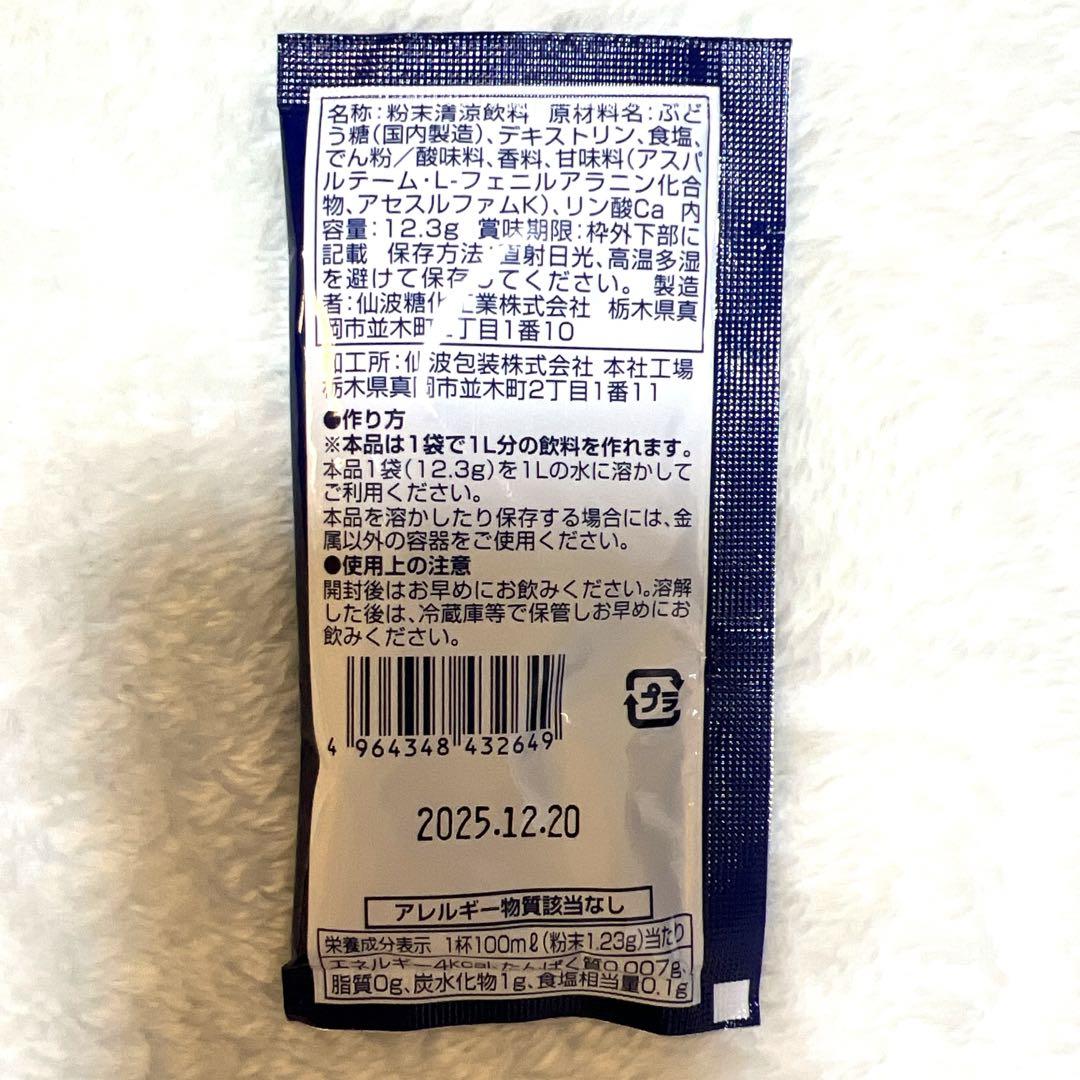 名称:粉末清涼飲料 原材料名:ぶど
う糖(国内製造)、デキストリン、食塩、
でん粉/酸味料、香料、甘味料(アスパ
ルテーム・L-フェニルアラニン化合
物、アセスルファムK)、リン酸Ca 内
容量:12.3g 賞味期限:枠外下部に
記載 保存方法:直射日光、高温多湿
を避けて保存してください。 製造
者:仙波糖化工業株式会社 栃木県真
岡市並木町2丁目1番10
加工所:仙波包装株式会社 本社工場
栃木県真岡市並木町2丁目1番11
●作り方
※本品は1袋で1L分の飲料を作れます。
本品1袋(12.3g)を1Lの水に溶かして
ご利用ください。
本品を溶かしたり保存する場合には、金
属以外の容器をご使用ください。
●使用上の注意
開封後はお早めにお飲みください。溶解
した後は、冷蔵庫等で保管しお早めにお
飲みください。
プラ
4 964348 432649
2025.12.20
アレルギー物質該当なし
栄養成分表示 1杯100mℓ(粉末1.23g)当たり
エネルギー4kcal、たんぱく質0.007g、
脂質0g、炭水化物1g、食塩相当量0.1g